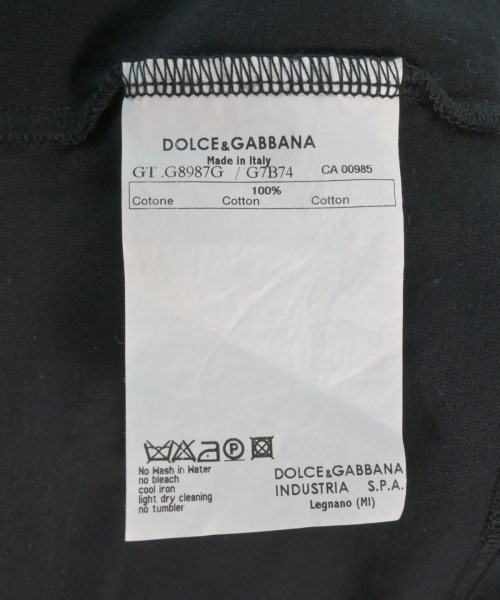 DOLCE&GABBANA
Made in Italy
GT .G8987G / G7B74 CA 00985
100%
Cotone Cotton Cotton
P
No Wash in Water
no bleach
cool iron
light dry cleaning
no tumbler
DOLCE&GABBANA
INDUSTRIA S.P.A.
Legnano (MI)